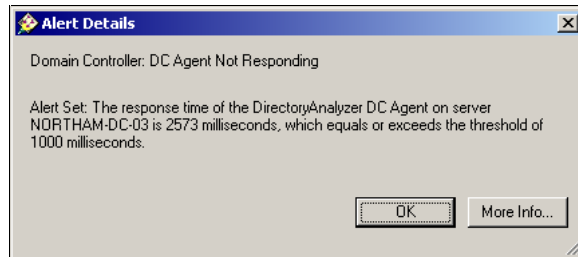 Alert Details
Domain Controller: DC Agent Not Responding
Alert Set: The response time of the DirectoryAnalyzer DC Agent on server
NORTHAM-DC-03 is 2573 milliseconds, which equals or exceeds the threshold of
1000 milliseconds.
OK
More Info...